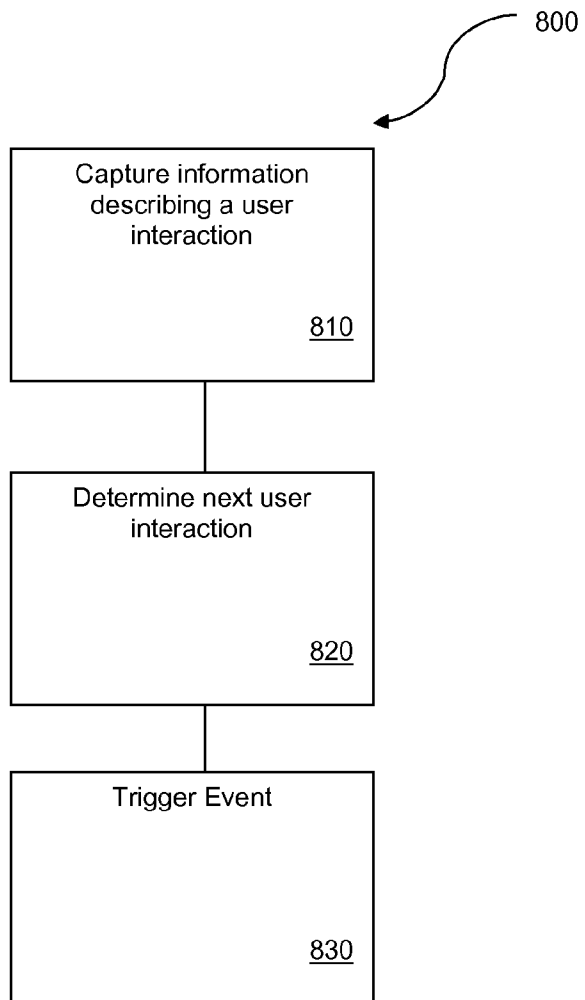 800
Capture information
describing a user
interaction
810
Determine next user
interaction
820
Trigger Event
830